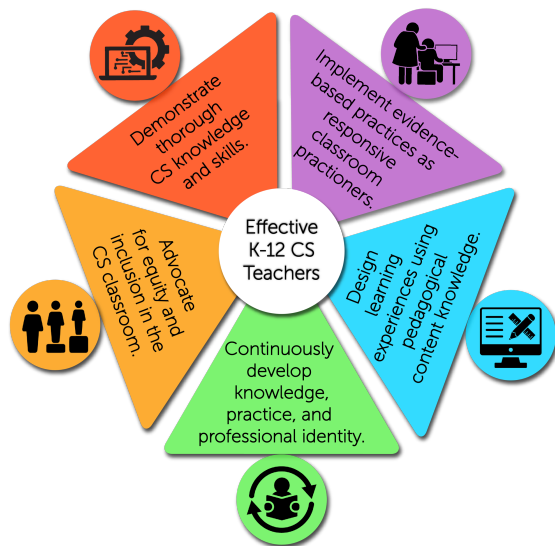 Demonstrate
thorough
CS knowledge
and skills.
Implement evidence-
based practices as
responsive
classroom
practioners.
Effective
K-12 CS
Teachers
Advocate
for equity and
inclusion in the
CS classroom.
Design
learning
experiences using
pedagogical
content knowledge.
Continuously
develop
knowledge,
practice, and
professional identity.